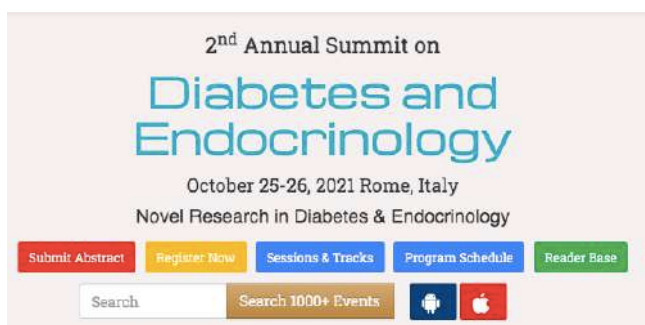 2nd Annual Summit on
Diabetes and
Endocrinology
October 25-26, 2021 Rome, Italy
Novel Research in Diabetes & Endocrinology
Submit Abstract Register Now Sessions & Tracks Program Schedule Reader Base
Search Search 1000+ Events